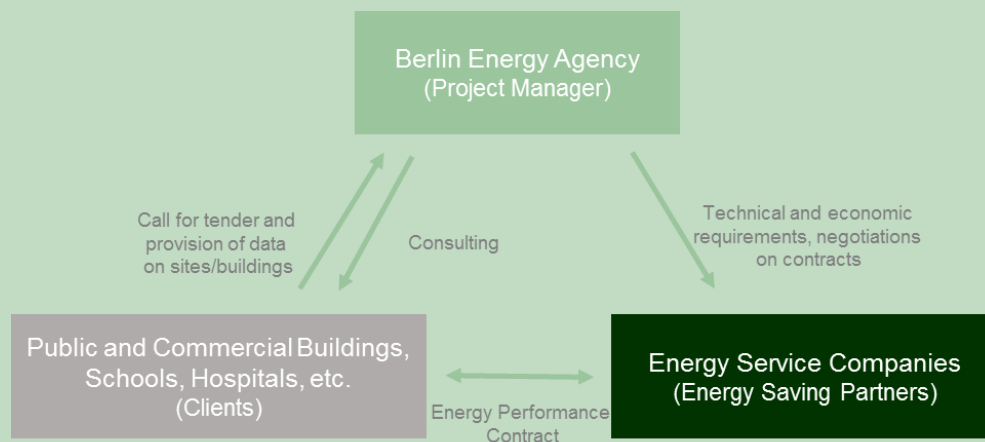 Berlin Energy Agency
(Project Manager)
Call for tender and
provision of data
on sites/buildings
Consulting
Technical and economic
requirements, negotiations
on contracts
Public and Commercial Buildings,
Schools, Hospitals, etc.
(Clients)
Energy Performance
Contract
Energy Service Companies
(Energy Saving Partners)